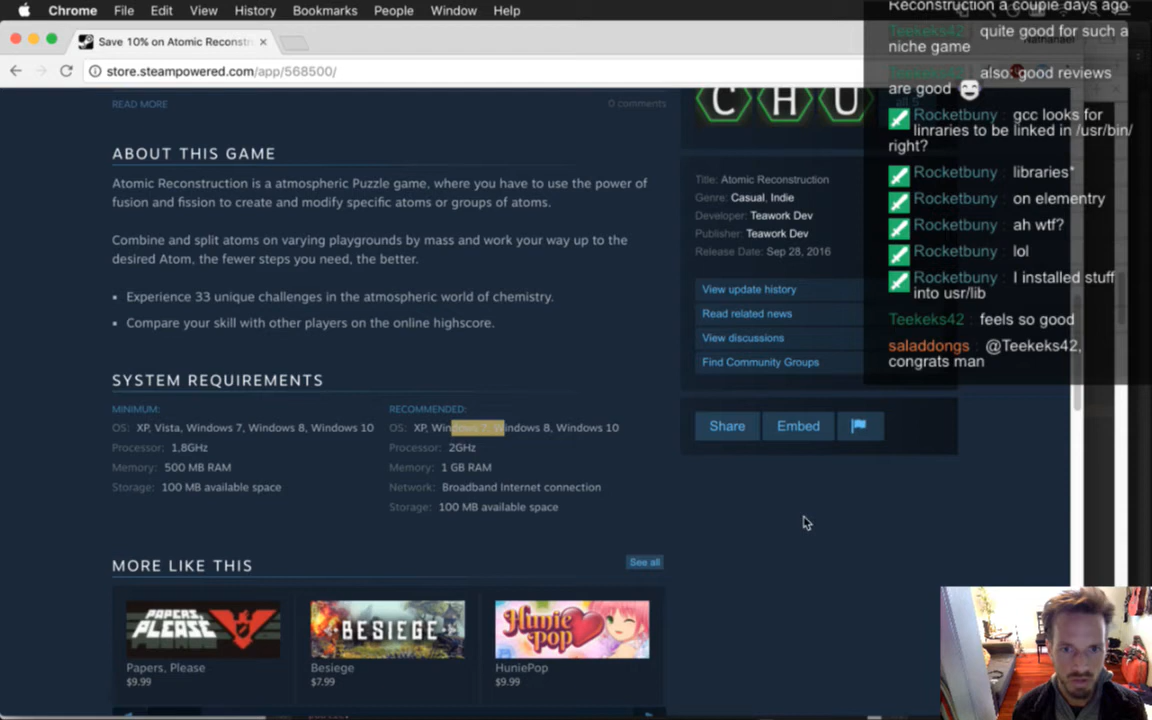 Chrome File Edit View History Bookmarks People Window Help
Save 10% on Atomic Reconstr
store.steampowered.com/app/568500/
READ MORE
0 comments
ABOUT THIS GAME
Atomic Reconstruction is a atmospheric Puzzle game, where you have to use the power of
fusion and fission to create and modify specific atoms or groups of atoms.
Combine and split atoms on varying playgrounds by mass and work your way up to the
desired Atom, the fewer steps you need, the better.
Experience 33 unique challenges in the atmospheric world of chemistry.
Compare your skill with other players on the online highscore.
SYSTEM REQUIREMENTS
MINIMUM:
OS: XP, Vista, Windows 7, Windows 8, Windows 10
Processor: 1,8GHz
Memory: 500 MB RAM
Storage: 100 MB available space
RECOMMENDED:
OS: XP, Windows 7, Windows 8, Windows 10
Processor: 2GHz
Memory: 1 GB RAM
Network: Broadband Internet connection
Storage: 100 MB available space
MORE LIKE THIS
See all
PAPERS, PLEASE
Papers, Please
$9.99
BESIEGE
Besiege
$7.99
Hunie pop
HuniePop
$9.99
C H U
Title: Atomic Reconstruction
Genre: Casual, Indie
Developer: Teawork Dev
Publisher: Teawork Dev
Release Date: Sep 28, 2016
View update history
Read related news
View discussions
Find Community Groups
Share
Embed
Reconstruction a couple days ago
Teekeks42 quite good for such a
niche game
Teekeks42 also: good reviews
are good
Rocketbuny : gcc looks for
linraries to be linked in /usr/bin/
right?
Rocketbuny : libraries*
Rocketbuny : on elementry
Rocketbuny : ah wtf?
Rocketbuny : lol
Rocketbuny : I installed stuff
into usr/lib
Teekeks42 : feels so good
saladdongs : @Teekeks42,
congrats man